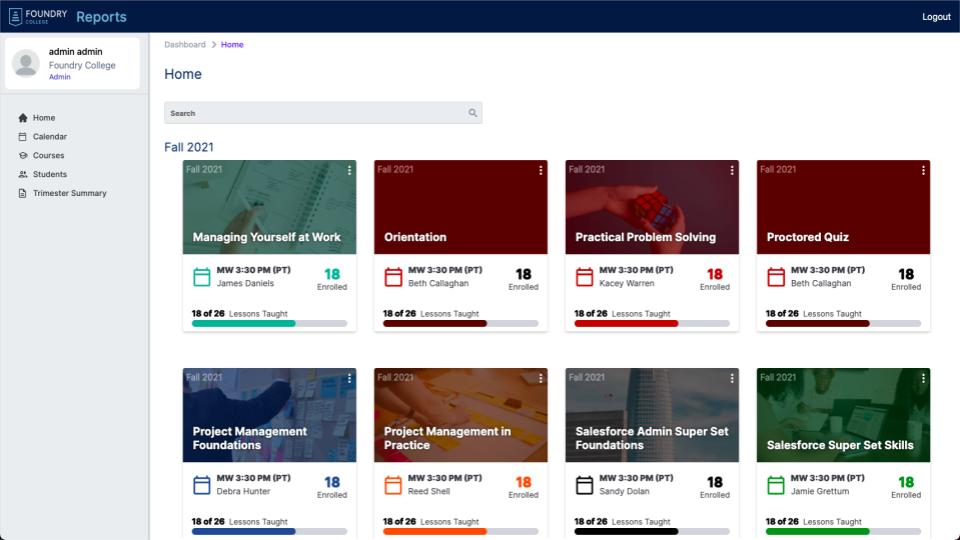 FOUNDRY
COLLEGE
Reports
Logout
admin admin
Foundry College
Admin
Home
Calendar
Courses
Students
Trimester Summary
Dashboard > Home
Home
Search
Fall 2021
Fall 2021
Managing Yourself at Work
MW 3:30 PM (PT)
James Daniels
18
Enrolled
18 of 26 Lessons Taught
Fall 2021
Orientation
MW 3:30 PM (PT)
Beth Callaghan
18
Enrolled
18 of 26 Lessons Taught
Fall 2021
Practical Problem Solving
MW 3:30 PM (PT)
Kacey Warren
18
Enrolled
18 of 26 Lessons Taught
Fall 2021
Proctored Quiz
MW 3:30 PM (PT)
Beth Callaghan
18
Enrolled
18 of 26 Lessons Taught
Fall 2021
Project Management
Foundations
MW 3:30 PM (PT)
Debra Hunter
18
Enrolled
18 of 26 Lessons Taught
Fall 2021
Project Management in
Practice
MW 3:30 PM (PT)
Reed Shell
18
Enrolled
18 of 26 Lessons Taught
Fall 2021
Salesforce Admin Super Set
Foundations
MW 3:30 PM (PT)
Sandy Dolan
18
Enrolled
18 of 26 Lessons Taught
Fall 2021
Salesforce Super Set Skills
MW 3:30 PM (PT)
Jamie Grettum
18
Enrolled
18 of 26 Lessons Taught